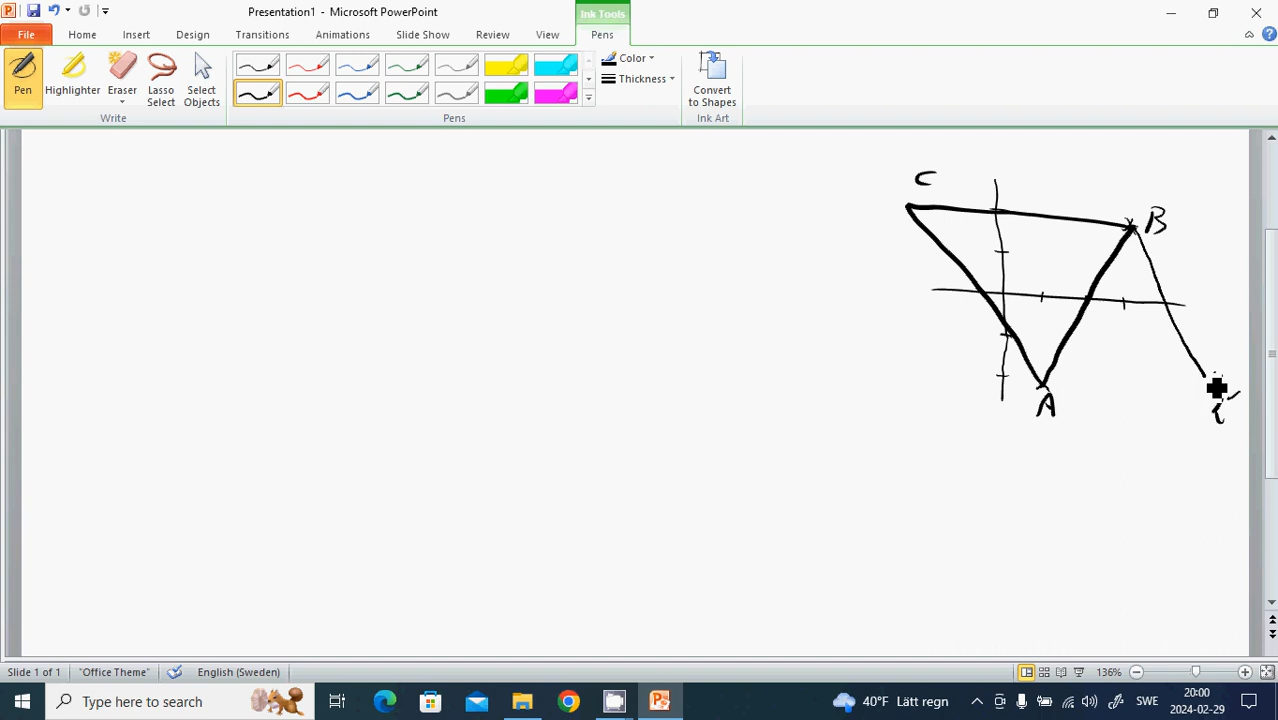 Presentation1 - Microsoft PowerPoint
Ink Tools
File Home Insert Design Transitions Animations Slide Show Review View Pens
Pen Highlighter Eraser Lasso Select Select Objects
Color
Thickness
Convert to Shapes
Write Pens Ink Art
C
B
A
Slide 1 of 1 "Office Theme" English (Sweden) 136%
Type here to search 40°F Lätt regn SWE 20:00 2024-02-29